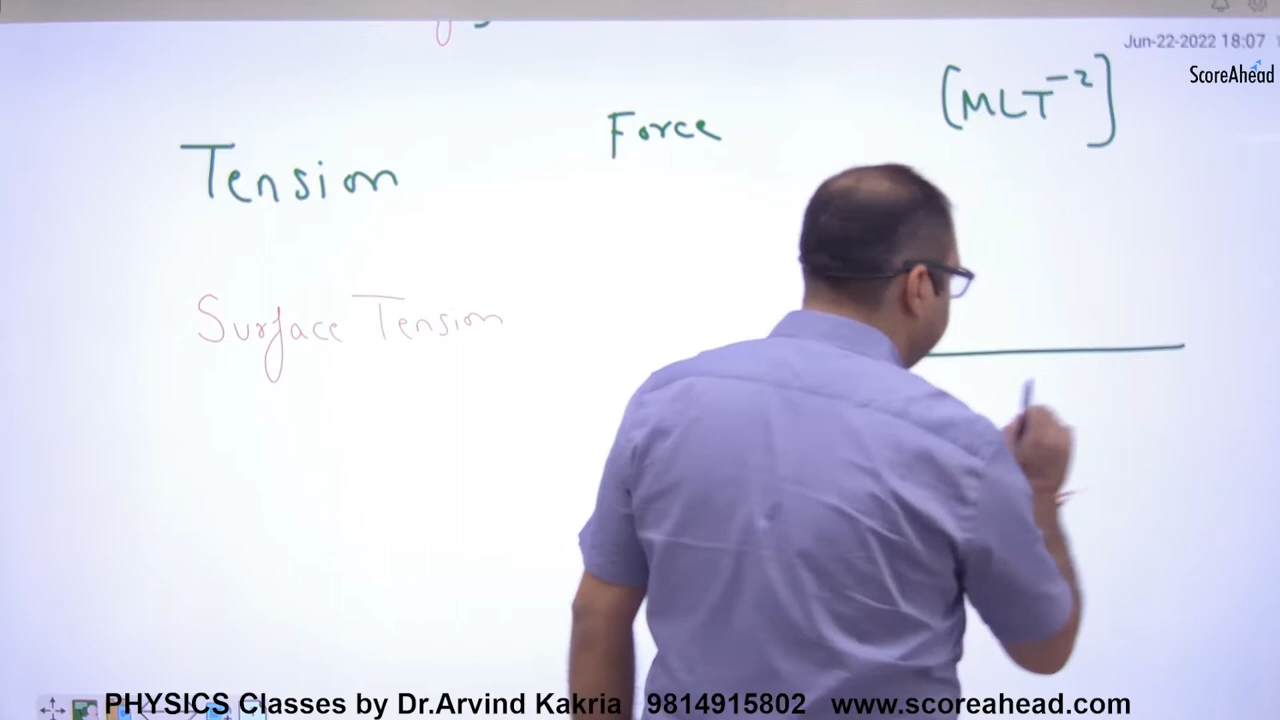 Jun-22-2022 18:07
ScoreAhead
[MLT⁻²]
Force
Tension
Surface Tension
PHYSICS Classes by Dr.Arvind Kakria 9814915802 www.scoreahead.com